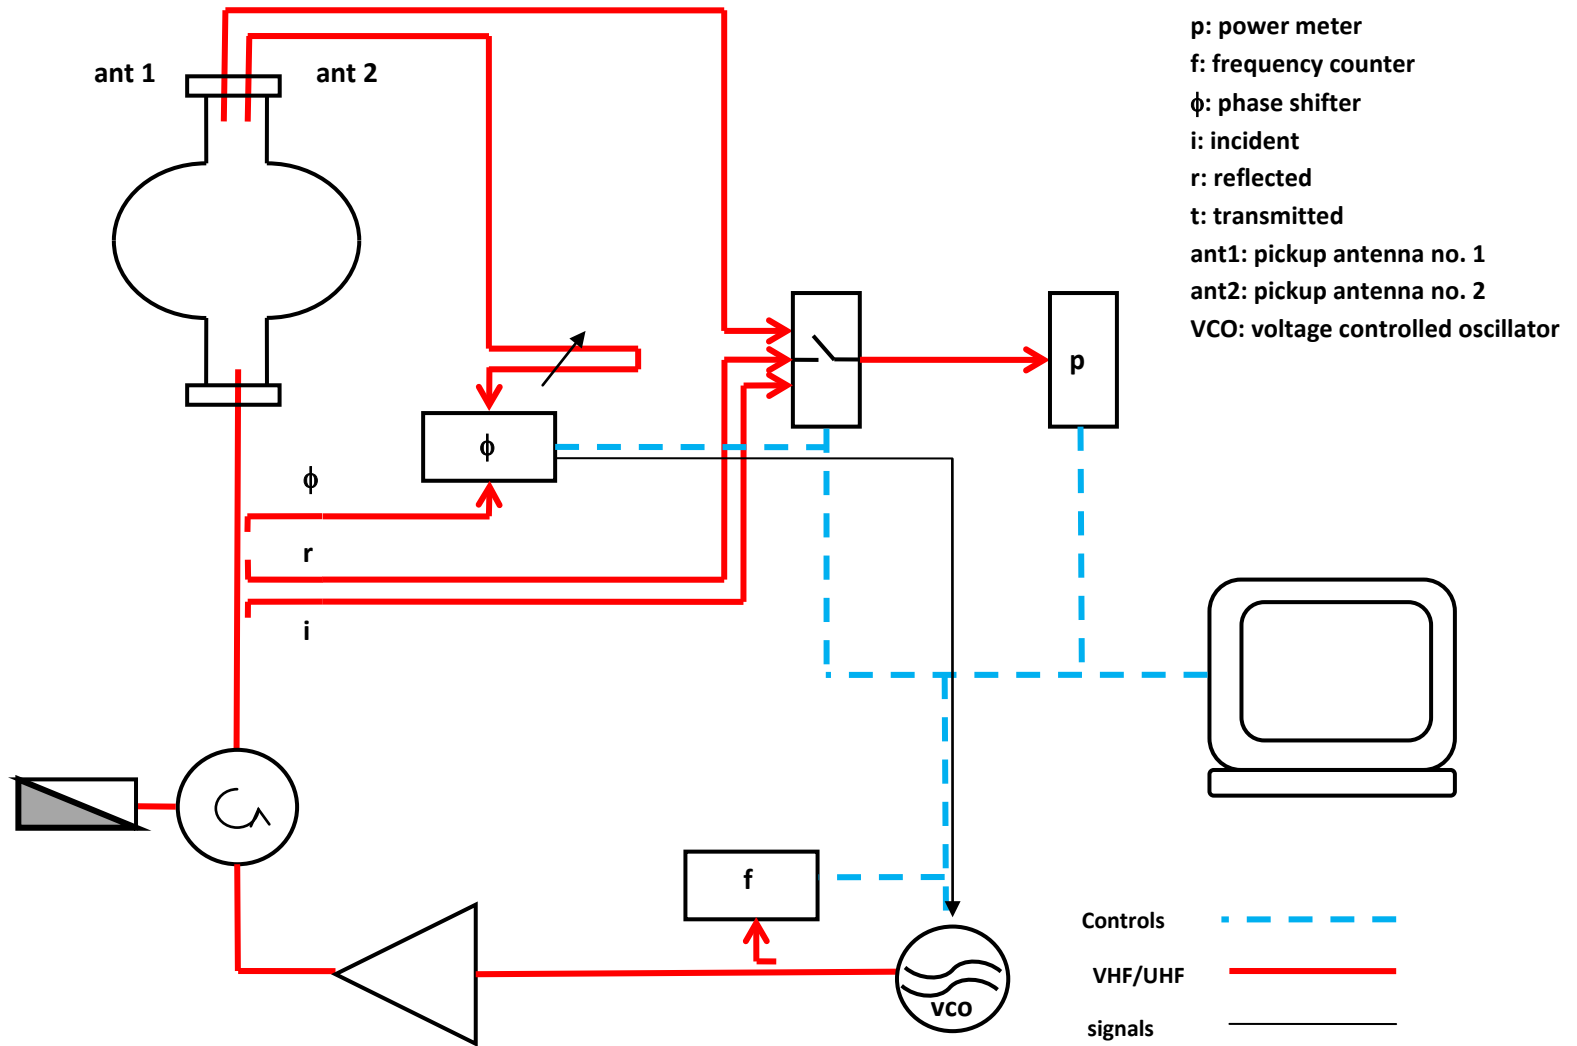 ant 1
ant 2
p: power meter
f: frequency counter
ϕ: phase shifter
i: incident
r: reflected
t: transmitted
ant1: pickup antenna no. 1
ant2: pickup antenna no. 2
VCO: voltage controlled oscillator
p
ϕ
ϕ
r
i
f
vco
Controls
VHF/UHF
signals